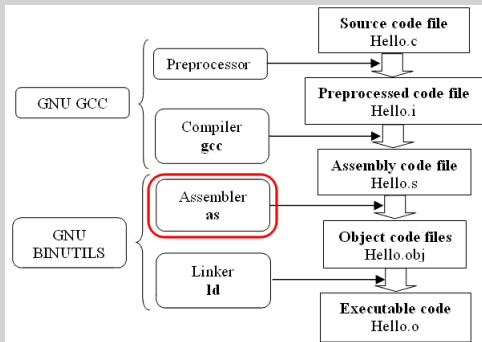 Source code file
Hello.c
Preprocessor
GNU GCC
Preprocessed code file
Hello.i
Compiler
gcc
Assembly code file
Hello.s
Assembler
as
GNU
BINUTILS
Object code files
Hello.obj
Linker
ld
Executable code
Hello.o